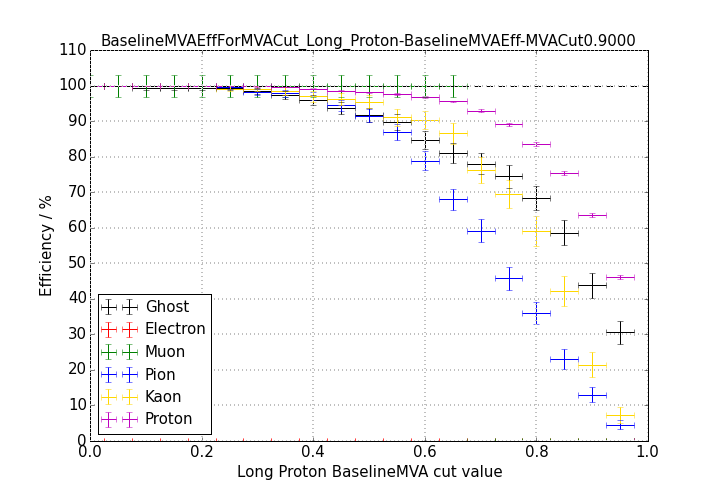 BaselineMVAEffForMVACut_Long_Proton-BaselineMVAEff-MVACut0.9000
110
100
90
80
70
60
50
40
30
20
10
0
Efficiency / %
Ghost
Electron
Muon
Pion
Kaon
Proton
0.0 0.2 0.4 0.6 0.8 1.0
Long Proton BaselineMVA cut value